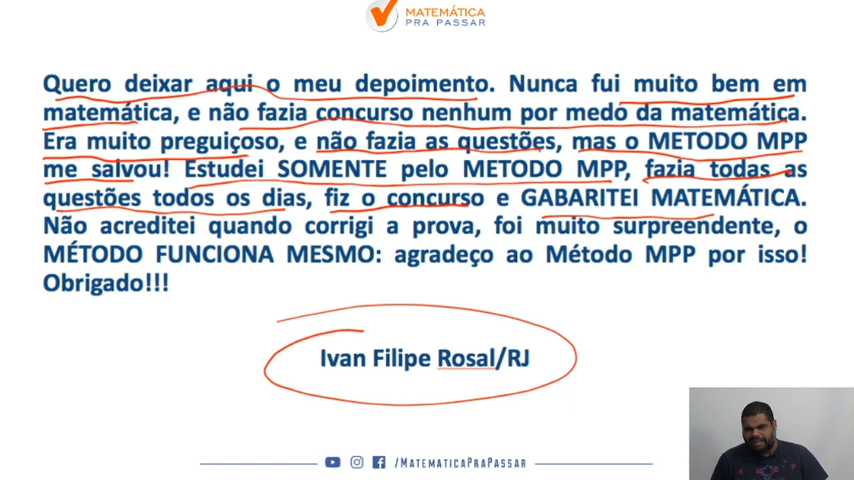 MATEMÁTICA
PRA PASSAR
Quero deixar aqui o meu depoimento. Nunca fui muito bem em
matemática, e não fazia concurso nenhum por medo da matemática.
Era muito preguiçoso, e não fazia as questões, mas o METODO MPP
me salvou! Estudei SOMENTE pelo METODO MPP, fazia todas as
questões todos os dias, fiz o concurso e GABARITEI MATEMÁTICA.
Não acreditei quando corrigi a prova, foi muito surpreendente, o
MÉTODO FUNCIONA MESMO: agradeço ao Método MPP por isso!
Obrigado!!!
Ivan Filipe Rosal/RJ
/MATEMATICAPRAPASSAR